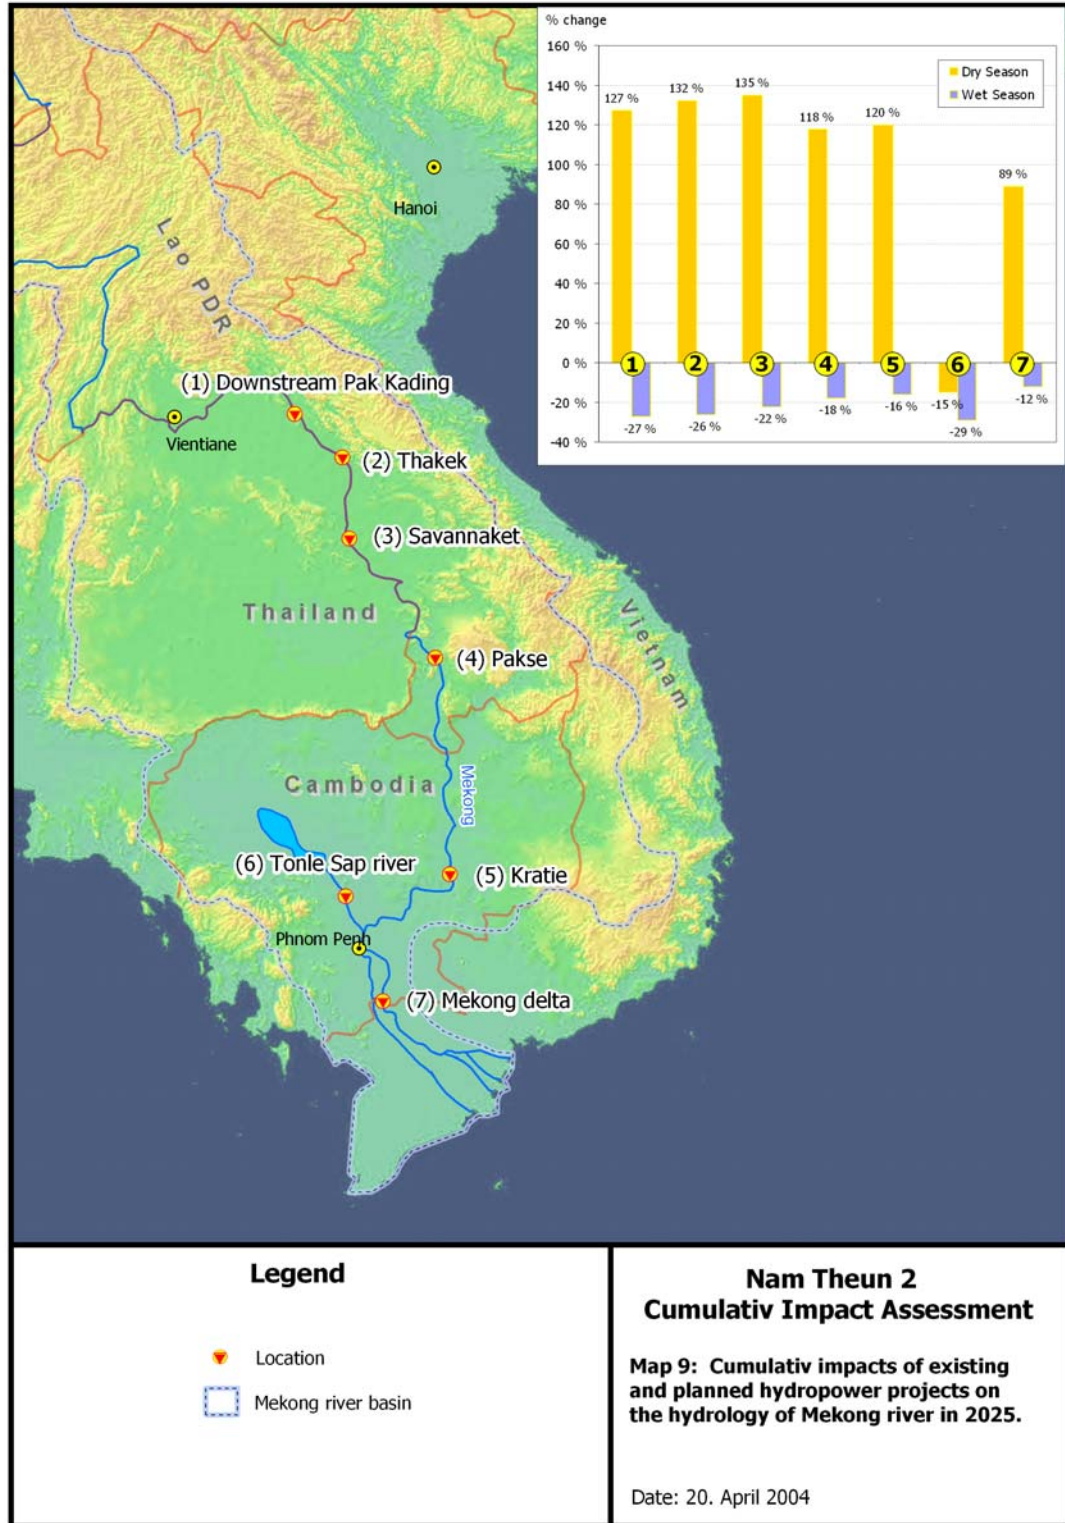 % change
160 %
140 %
120 %
100 %
80 %
60 %
40 %
20 %
0 %
-20 %
-40 %
Dry Season
Wet Season
127 %
132 %
135 %
118 %
120 %
-15 %
89 %
1
2
3
4
5
6
7
-27 %
-26 %
-22 %
-18 %
-16 %
-29 %
-12 %
Hanoi
Lao PDR
(1) Downstream Pak Kading
Vientiane
(2) Thakek
(3) Savannaket
Thailand
Vietnam
(4) Pakse
Cambodia
Mekong
(6) Tonle Sap river
(5) Kratie
Phnom Penh
(7) Mekong delta
Legend
Location
Mekong river basin
Nam Theun 2
Cumulativ Impact Assessment
Map 9: Cumulativ impacts of existing
and planned hydropower projects on
the hydrology of Mekong river in 2025.
Date: 20. April 2004